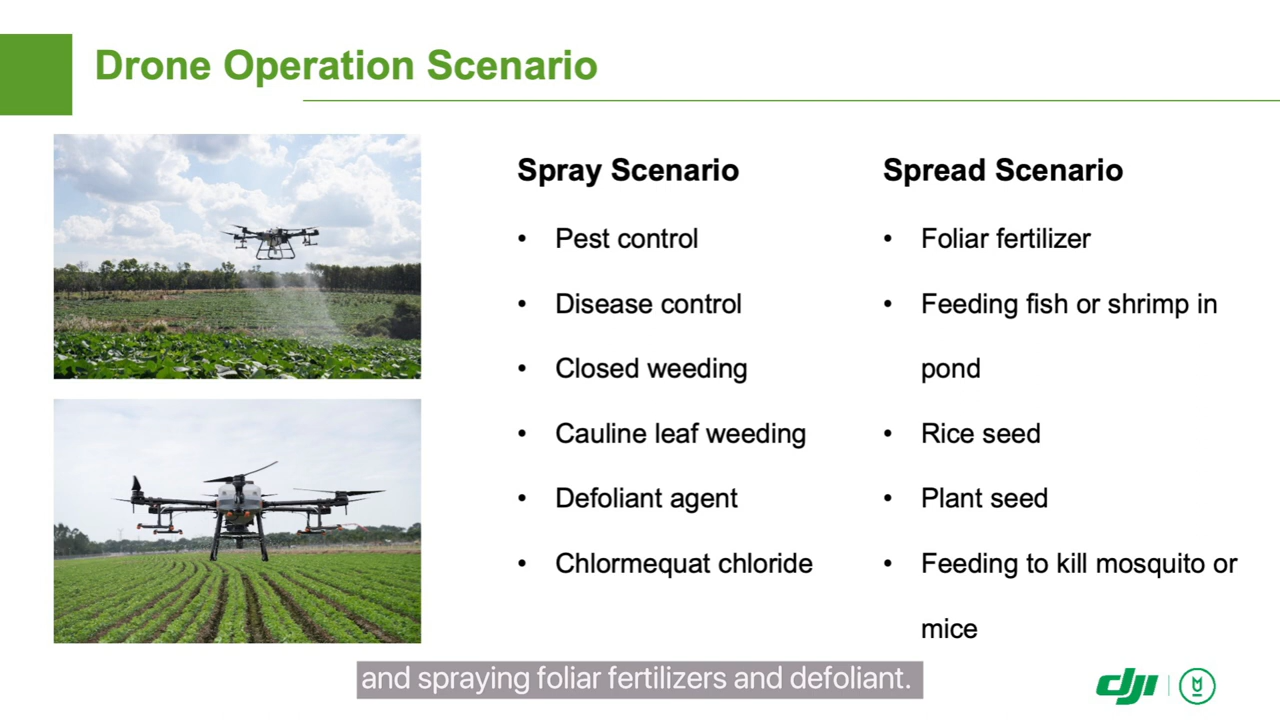 Drone Operation Scenario
Spray Scenario
• Pest control
• Disease control
• Closed weeding
• Cauline leaf weeding
• Defoliant agent
• Chlormequat chloride
Spread Scenario
• Foliar fertilizer
• Feeding fish or shrimp in
pond
• Rice seed
• Plant seed
• Feeding to kill mosquito or
mice
and spraying foliar fertilizers and defoliant.
dji